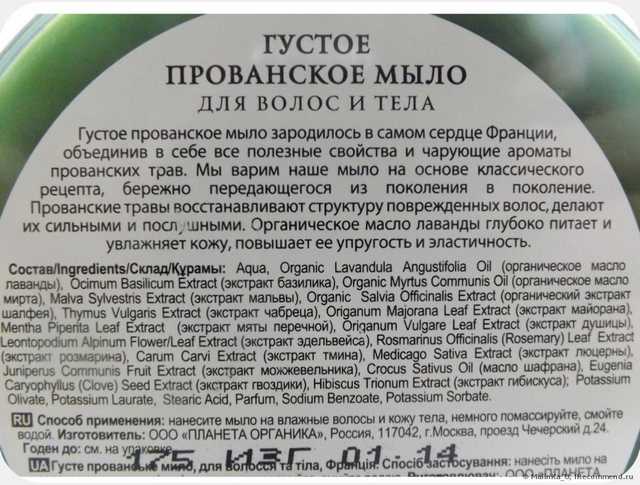 ГУСТОЕ
ПРОВАНСКОЕ МЫЛО
ДЛЯ ВОЛОС И ТЕЛА
Густое прованское мыло зародилось в самом сердце Франции,
объединив в себе все полезные свойства и чарующие ароматы
прованских трав. Мы варим наше мыло на основе классического
рецепта, бережно передающегося из поколения в поколение.
Прованские травы восстанавливают структуру поврежденных волос, делают
их сильными и послушными. Органическое масло лаванды глубоко питает и
увлажняет кожу, повышает ее упругость и эластичность.
Состав/Ingredients/Склад/Құрамы: Aqua, Organic Lavandula Angustifolia Oil (органическое масло
лаванды), Ocimum Basilicum Extract (экстракт базилика), Organic Myrtus Communis Oil (органическое масло
мирта), Malva Sylvestris Extract (экстракт мальвы), Organic Salvia Officinalis Extract (органический экстракт
шалфея), Thymus Vulgaris Extract (экстракт чабреца), Origanum Majorana Leaf Extract (экстракт майорана),
Mentha Piperita Leaf Extract (экстракт мяты перечной), Origanum Vulgare Leaf Extract (экстракт душицы),
Leontopodium Alpinum Flower/Leaf Extract (экстракт эдельвейса), Rosmarinus Officinalis (Rosemary) Leaf Extract
(экстракт розмарина), Carum Carvi Extract (экстракт тмина), Medicago Sativa Extract (экстракт люцерны),
Juniperus Communis Fruit Extract (экстракт можжевельника), Crocus Sativus Oil (масло шафрана), Eugenia
Caryophyllus (Clove) Seed Extract (экстракт гвоздики), Hibiscus Trionum Extract (экстракт гибискуса); Potassium
Olivate, Potassium Laurate, Stearic Acid, Parfum, Sodium Benzoate, Potassium Sorbate.
RU Способ применения: нанесите мыло на влажные волосы и кожу тела, немного помассируйте, смойте
водой. Изготовитель: ООО «ПЛАНЕТА ОРГАНИКА», Россия, 117042, г.Москва, проезд Чечерский д.24.
Годен до: см. на упаковке.
175 ИЗГ 01.14
UA Густе прованське мило, для волосся та тіла, Франція. Спосіб застосування: нанесіть мило на
© Malinka_O, irecommend.ru